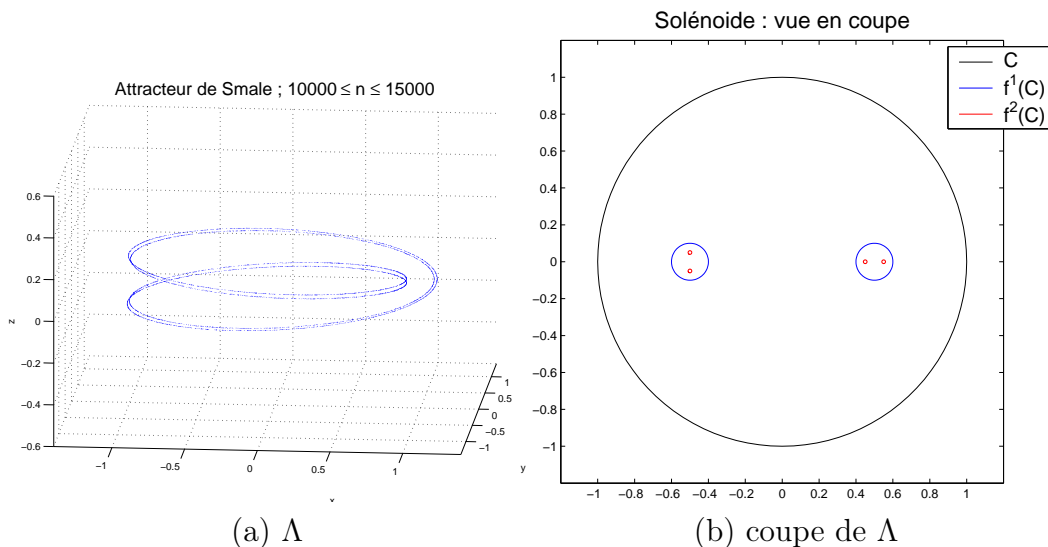 Attracteur de Smale ; 10000 ≤ n ≤ 15000
0.6
0.4
0.2
0
−0.2
−0.4
−0.6
z
−1
−0.5
0
0.5
1
x
1
0.5
0
−0.5
−1
y
(a) Λ
Solénoide : vue en coupe
C
f¹(C)
f²(C)
1
0.8
0.6
0.4
0.2
0
−0.2
−0.4
−0.6
−0.8
−1
−1 −0.8 −0.6 −0.4 −0.2 0 0.2 0.4 0.6 0.8 1
(b) coupe de Λ